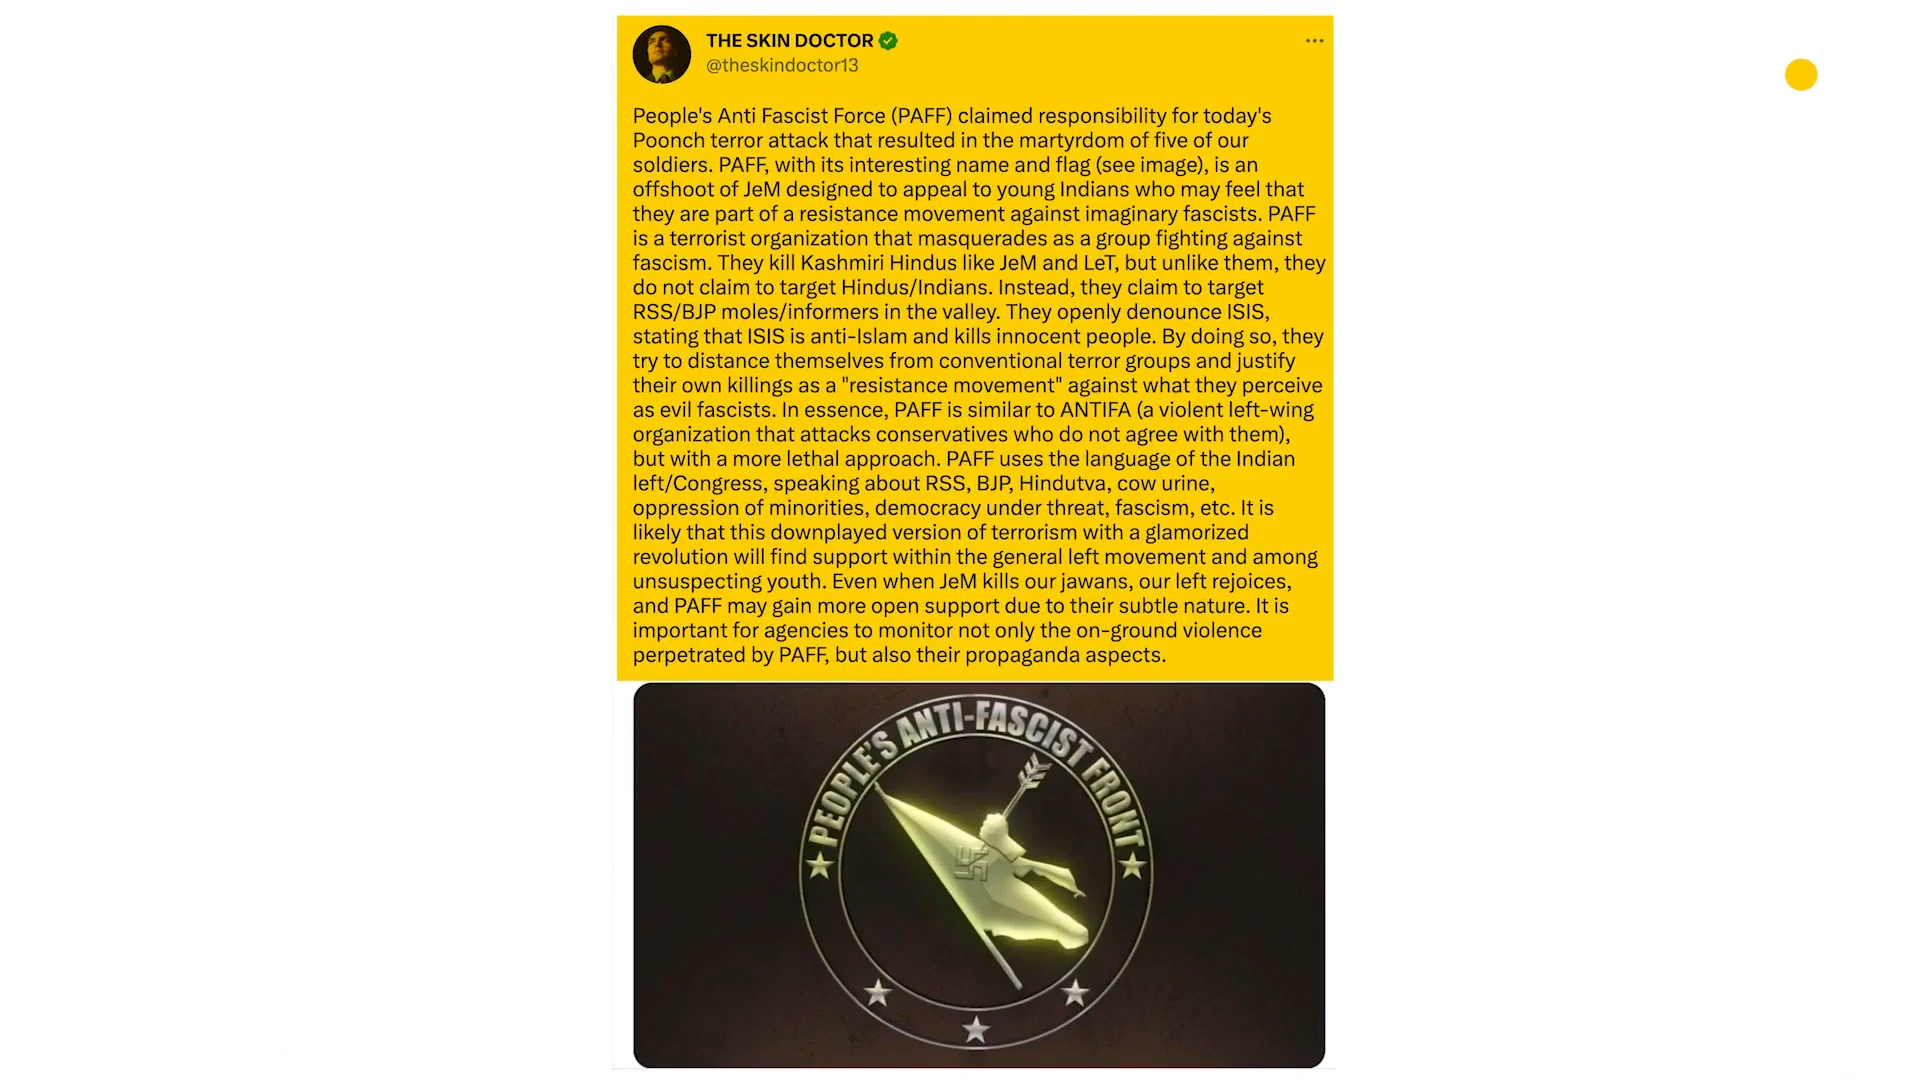 THE SKIN DOCTOR
@theskindoctor13
People's Anti Fascist Force (PAFF) claimed responsibility for today's
Poonch terror attack that resulted in the martyrdom of five of our
soldiers. PAFF, with its interesting name and flag (see image), is an
offshoot of JeM designed to appeal to young Indians who may feel that
they are part of a resistance movement against imaginary fascists. PAFF
is a terrorist organization that masquerades as a group fighting against
fascism. They kill Kashmiri Hindus like JeM and LeT, but unlike them, they
do not claim to target Hindus/Indians. Instead, they claim to target
RSS/BJP moles/informers in the valley. They openly denounce ISIS,
stating that ISIS is anti-Islam and kills innocent people. By doing so, they
try to distance themselves from conventional terror groups and justify
their own killings as a "resistance movement" against what they perceive
as evil fascists. In essence, PAFF is similar to ANTIFA (a violent left-wing
organization that attacks conservatives who do not agree with them),
but with a more lethal approach. PAFF uses the language of the Indian
left/Congress, speaking about RSS, BJP, Hindutva, cow urine,
oppression of minorities, democracy under threat, fascism, etc. It is
likely that this downplayed version of terrorism with a glamorized
revolution will find support within the general left movement and among
unsuspecting youth. Even when JeM kills our jawans, our left rejoices,
and PAFF may gain more open support due to their subtle nature. It is
important for agencies to monitor not only the on-ground violence
perpetrated by PAFF, but also their propaganda aspects.
PEOPLE'S ANTI-FASCIST FRONT